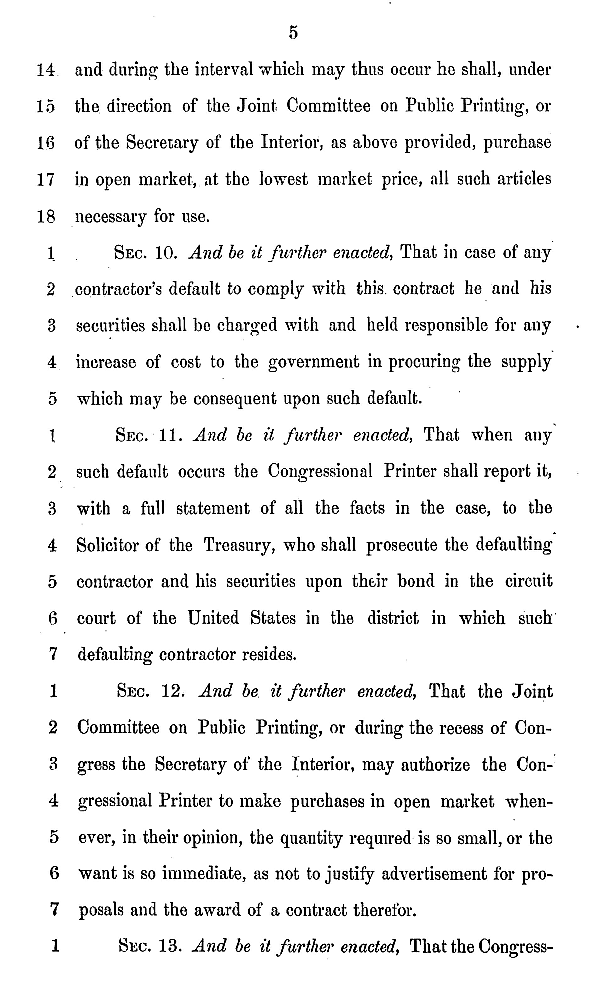 5
14 and during the interval which may thus occur he shall, under
15 the direction of the Joint Committee on Public Printing, or
16 of the Secretary of the Interior, as above provided, purchase
17 in open market, at the lowest market price, all such articles
18 necessary for use.
1 SEC. 10. And be it further enacted, That in case of any
2 contractor's default to comply with this contract he and his
3 securities shall be charged with and held responsible for any
4 increase of cost to the government in procuring the supply
5 which may be consequent upon such default.
1 SEC. 11. And be it further enacted, That when any
2 such default occurs the Congressional Printer shall report it,
3 with a full statement of all the facts in the case, to the
4 Solicitor of the Treasury, who shall prosecute the defaulting
5 contractor and his securities upon their bond in the circuit
6 court of the United States in the district in which such
7 defaulting contractor resides.
1 SEC. 12. And be it further enacted, That the Joint
2 Committee on Public Printing, or during the recess of Con-
3 gress the Secretary of the Interior, may authorize the Con-
4 gressional Printer to make purchases in open market when-
5 ever, in their opinion, the quantity required is so small, or the
6 want is so immediate, as not to justify advertisement for pro-
7 posals and the award of a contract therefor.
1 SEC. 13. And be it further enacted, That the Congress-